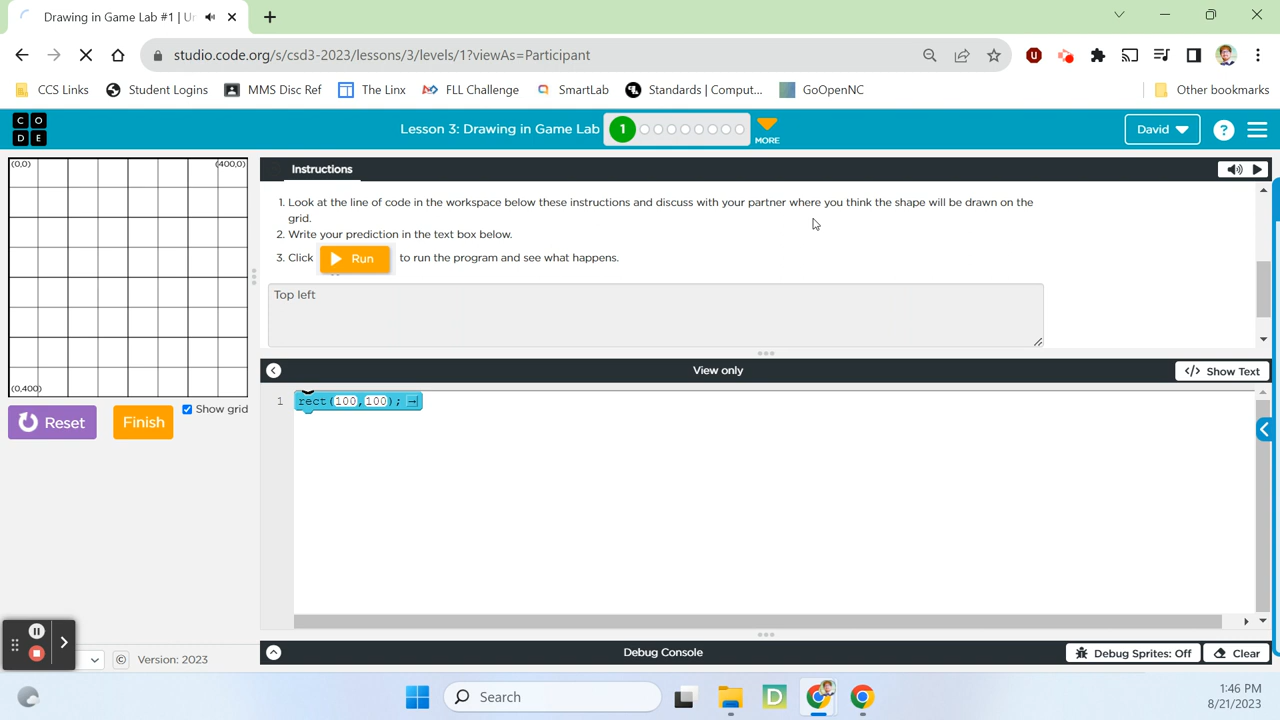 Drawing in Game Lab #1 | Ur
studio.code.org/s/csd3-2023/lessons/3/levels/1?viewAs=Participant
CCS Links
Student Logins
MMS Disc Ref
The Linx
FLL Challenge
SmartLab
Standards | Comput...
GoOpenNC
Other bookmarks
CODE
Lesson 3: Drawing in Game Lab
1
MORE
David
?
(0,0)
(400,0)
(0,400)
Instructions
1. Look at the line of code in the workspace below these instructions and discuss with your partner where you think the shape will be drawn on the
grid.
2. Write your prediction in the text box below.
3. Click Run to run the program and see what happens.
Top left
View only
</> Show Text
Reset
Finish
Show grid
1 rect(100,100);
Version: 2023
Debug Console
Debug Sprites: Off
Clear
Search
1:46 PM
8/21/2023